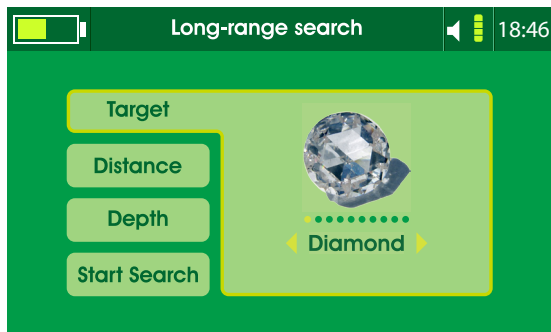 Long-range search
18:46
Target
Distance
Depth
Start Search
Diamond